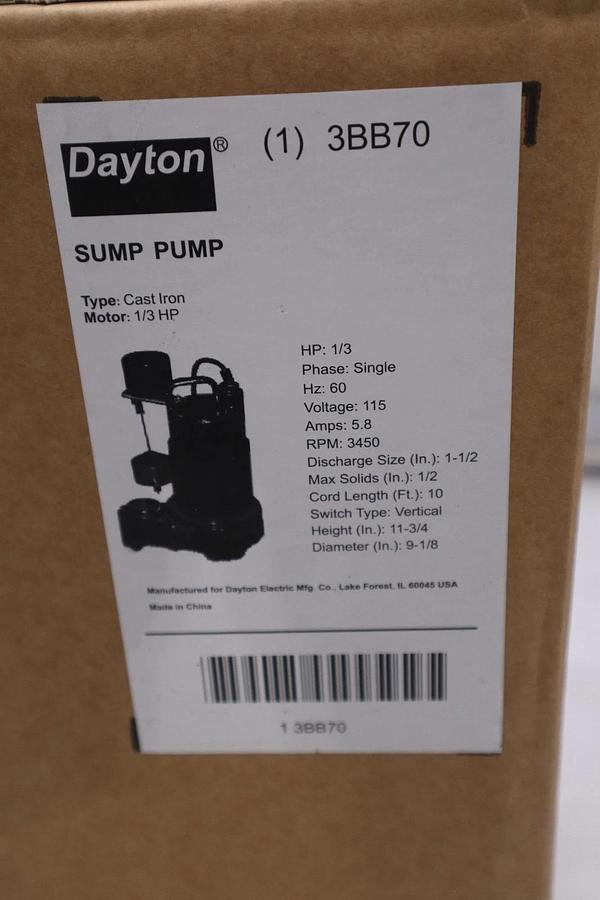 Dayton® (1) 3BB70
SUMP PUMP
Type: Cast Iron
Motor: 1/3 HP
HP: 1/3
Phase: Single
Hz: 60
Voltage: 115
Amps: 5.8
RPM: 3450
Discharge Size (In.): 1-1/2
Max Solids (In.): 1/2
Cord Length (Ft.): 10
Switch Type: Vertical
Height (In.): 11-3/4
Diameter (In.): 9-1/8
Manufactured for Dayton Electric Mfg. Co., Lake Forest, IL 60045 USA
Made in China
1 3BB70